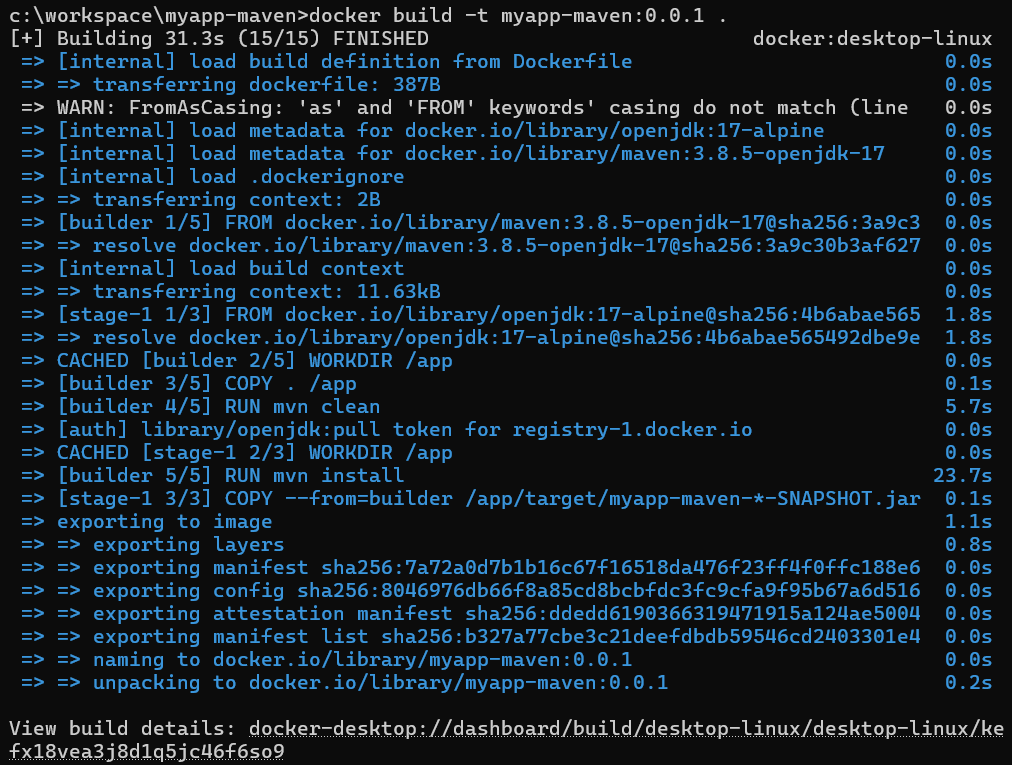 c:\workspace\myapp-maven>docker build -t myapp-maven:0.0.1 .
[+] Building 31.3s (15/15) FINISHED docker:desktop-linux
=> [internal] load build definition from Dockerfile 0.0s
=> => transferring dockerfile: 387B 0.0s
=> WARN: FromAsCasing: 'as' and 'FROM' keywords' casing do not match (line 0.0s
=> [internal] load metadata for docker.io/library/openjdk:17-alpine 0.0s
=> [internal] load metadata for docker.io/library/maven:3.8.5-openjdk-17 0.0s
=> [internal] load .dockerignore 0.0s
=> => transferring context: 2B 0.0s
=> [builder 1/5] FROM docker.io/library/maven:3.8.5-openjdk-17@sha256:3a9c3 0.0s
=> => resolve docker.io/library/maven:3.8.5-openjdk-17@sha256:3a9c30b3af627 0.0s
=> [internal] load build context 0.0s
=> => transferring context: 11.63kB 0.0s
=> [stage-1 1/3] FROM docker.io/library/openjdk:17-alpine@sha256:4b6abae565 1.8s
=> => resolve docker.io/library/openjdk:17-alpine@sha256:4b6abae565492dbe9e 1.8s
=> CACHED [builder 2/5] WORKDIR /app 0.0s
=> [builder 3/5] COPY . /app 0.1s
=> [builder 4/5] RUN mvn clean 5.7s
=> [auth] library/openjdk:pull token for registry-1.docker.io 0.0s
=> CACHED [stage-1 2/3] WORKDIR /app 0.0s
=> [builder 5/5] RUN mvn install 23.7s
=> [stage-1 3/3] COPY --from=builder /app/target/myapp-maven-*-SNAPSHOT.jar 0.1s
=> exporting to image 1.1s
=> => exporting layers 0.8s
=> => exporting manifest sha256:7a72a0d7b1b16c67f16518da476f23ff4f0ffc188e6 0.0s
=> => exporting config sha256:8046976db66f8a85cd8bcbfdc3fc9cfa9f95b67a6d516 0.0s
=> => exporting attestation manifest sha256:ddedd6190366319471915a124ae5004 0.0s
=> => exporting manifest list sha256:b327a77cbe3c21deefdbdb59546cd2403301e4 0.0s
=> => naming to docker.io/library/myapp-maven:0.0.1 0.0s
=> => unpacking to docker.io/library/myapp-maven:0.0.1 0.2s
View build details: docker-desktop://dashboard/build/desktop-linux/desktop-linux/ke
fx18vea3j8d1q5jc46f6so9